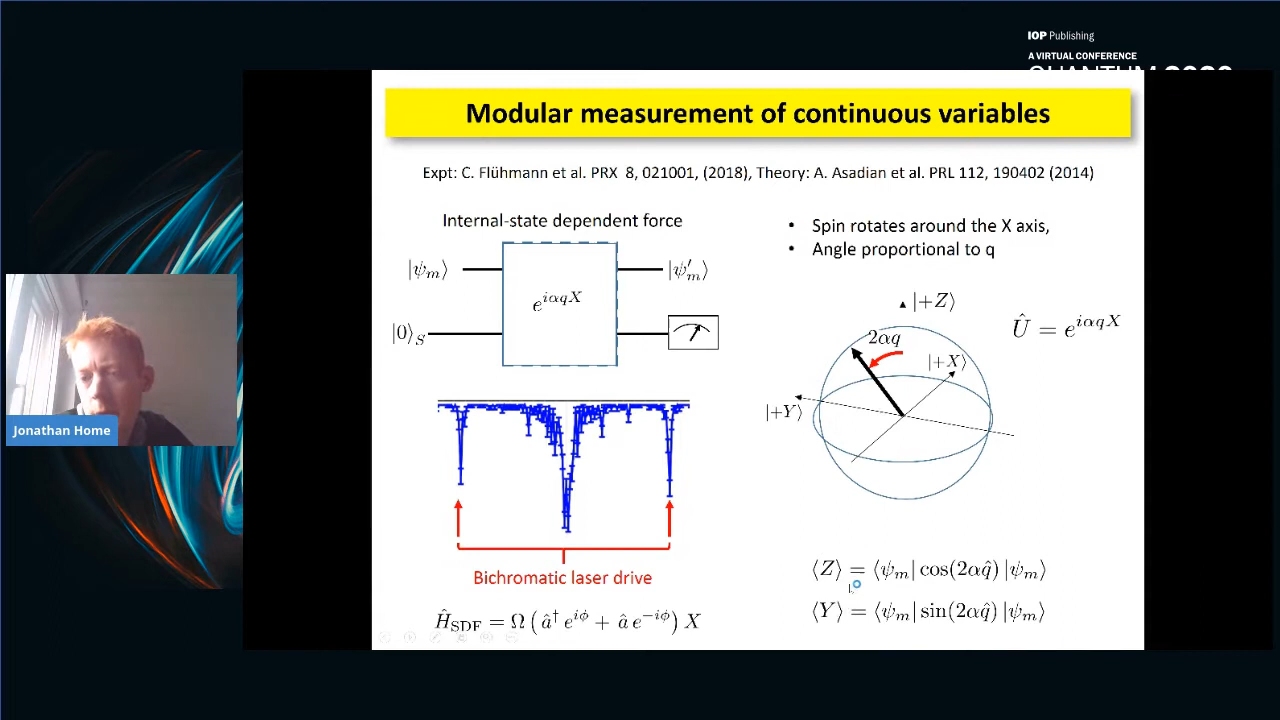 IOP Publishing
A VIRTUAL CONFERENCE
Modular measurement of continuous variables
Expt: C. Flühmann et al. PRX 8, 021001, (2018), Theory: A. Asadian et al. PRL 112, 190402 (2014)
Internal-state dependent force
|ψ_m⟩
|ψ′_m⟩
e^{iαqX}
|0⟩_S
Bichromatic laser drive
Ĥ_SDF = Ω ( â† e^{iϕ} + â e^{−iϕ} ) X
• Spin rotates around the X axis,
• Angle proportional to q
|+Z⟩
Û = e^{iαqX}
2αq
|+X⟩
|+Y⟩
⟨Z⟩ = ⟨ψ_m| cos(2αq̂) |ψ_m⟩
⟨Y⟩ = ⟨ψ_m| sin(2αq̂) |ψ_m⟩
Jonathan Home